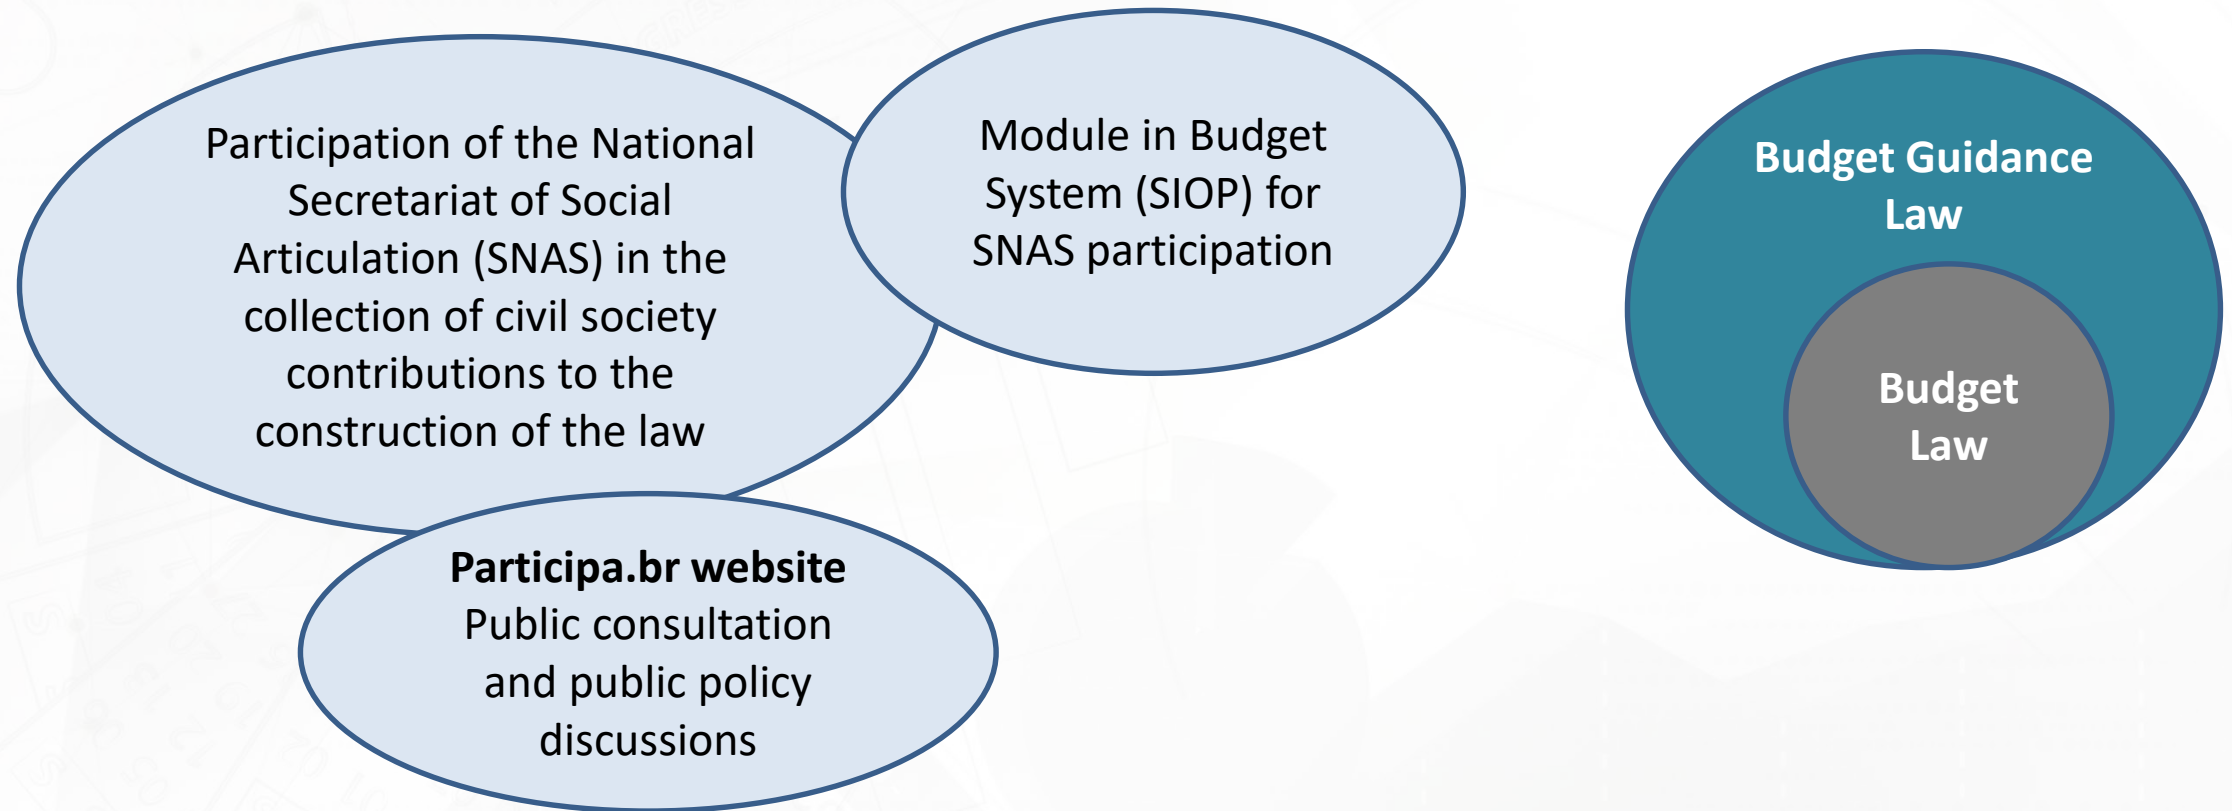 Participation of the National
Secretariat of Social
Articulation (SNAS) in the
collection of civil society
contributions to the
construction of the law
Module in Budget
System (SIOP) for
SNAS participation
Participa.br website
Public consultation
and public policy
discussions
Budget Guidance
Law
Budget
Law